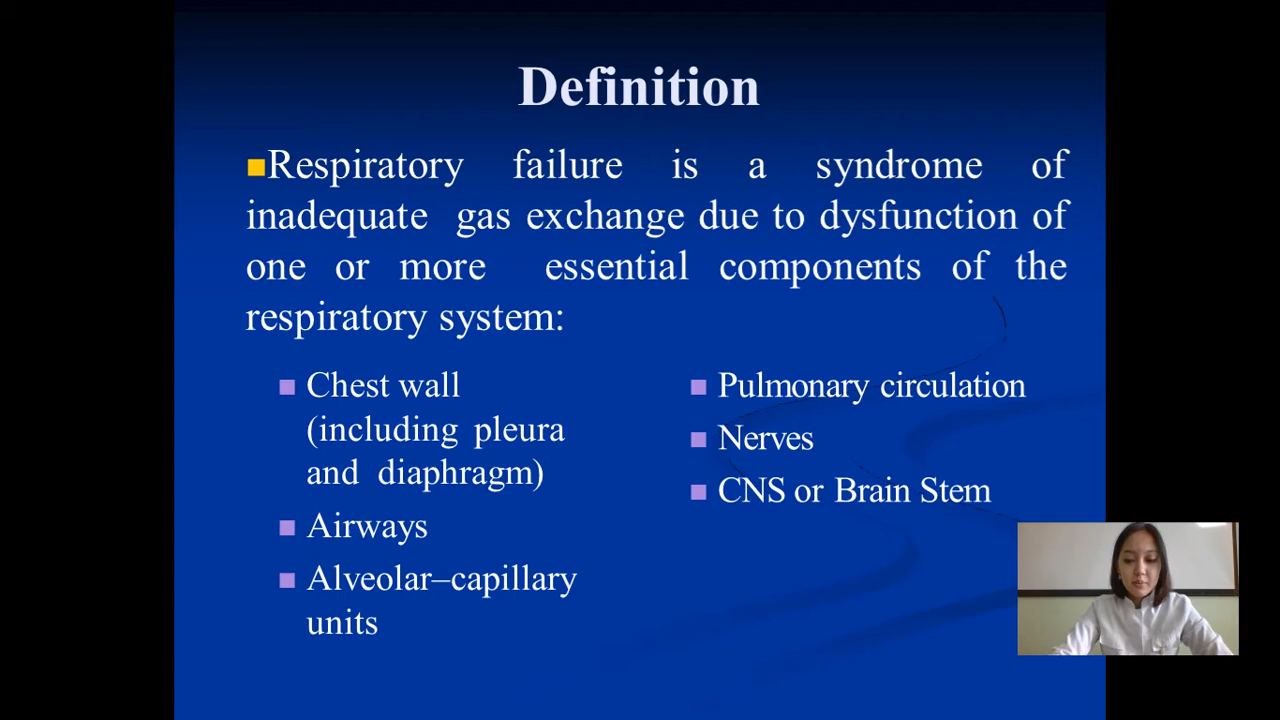 Definition
Respiratory failure is a syndrome of
inadequate gas exchange due to dysfunction of
one or more essential components of the
respiratory system:
Chest wall
(including pleura
and diaphragm)
Airways
Alveolar–capillary
units
Pulmonary circulation
Nerves
CNS or Brain Stem